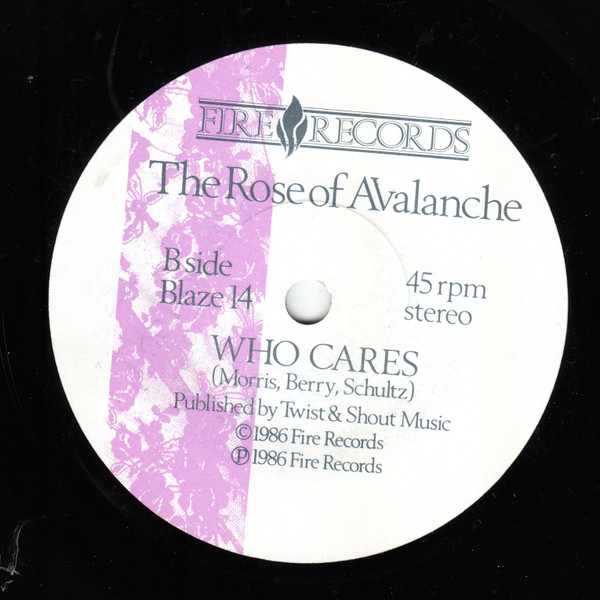 FIRE RECORDS
The Rose of Avalanche
B side
Blaze 14
45 rpm
stereo
WHO CARES
(Morris, Berry, Schultz)
Published by Twist & Shout Music
© 1986 Fire Records
℗ 1986 Fire Records